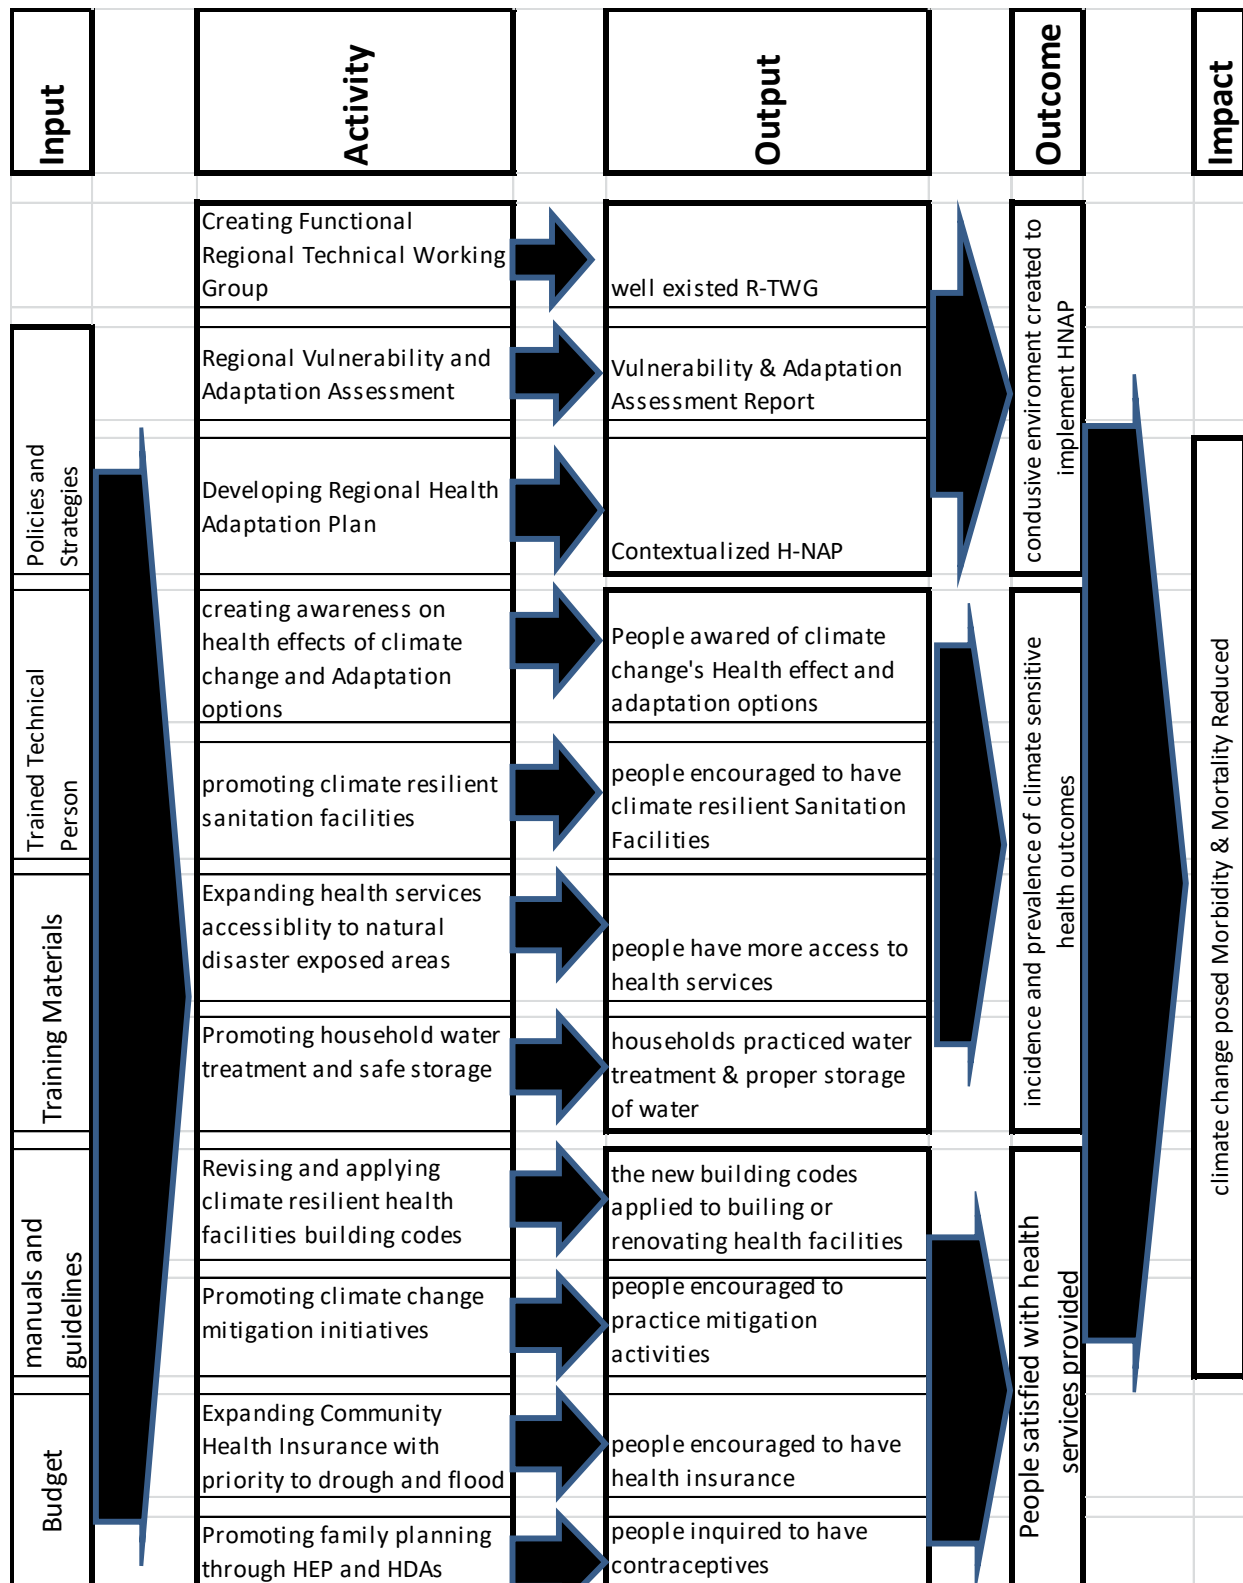 Input
Activity
Output
Outcome
Impact
Policies and
Strategies
Trained Technical
Person
Training Materials
manuals and
guidelines
Budget
Creating Functional
Regional Technical Working
Group
Regional Vulnerability and
Adaptation Assessment
Developing Regional Health
Adaptation Plan
creating awareness on
health effects of climate
change and Adaptation
options
promoting climate resilient
sanitation facilities
Expanding health services
accessiblity to natural
disaster exposed areas
Promoting household water
treatment and safe storage
Revising and applying
climate resilient health
facilities building codes
Promoting climate change
mitigation initiatives
Expanding Community
Health Insurance with
priority to drough and flood
Promoting family planning
through HEP and HDAs
well existed R-TWG
Vulnerability & Adaptation
Assessment Report
Contextualized H-NAP
People awared of climate
change's Health effect and
adaptation options
people encouraged to have
climate resilient Sanitation
Facilities
people have more access to
health services
households practiced water
treatment & proper storage
of water
the new building codes
applied to builing or
renovating health facilities
people encouraged to
practice mitigation
activities
people encouraged to have
health insurance
people inquired to have
contraceptives
condusive enviroment created to
implement HNAP
incidence and prevalence of climate sensitive
health outcomes
People satisfied with health
services provided
climate change posed Morbidity & Mortality Reduced